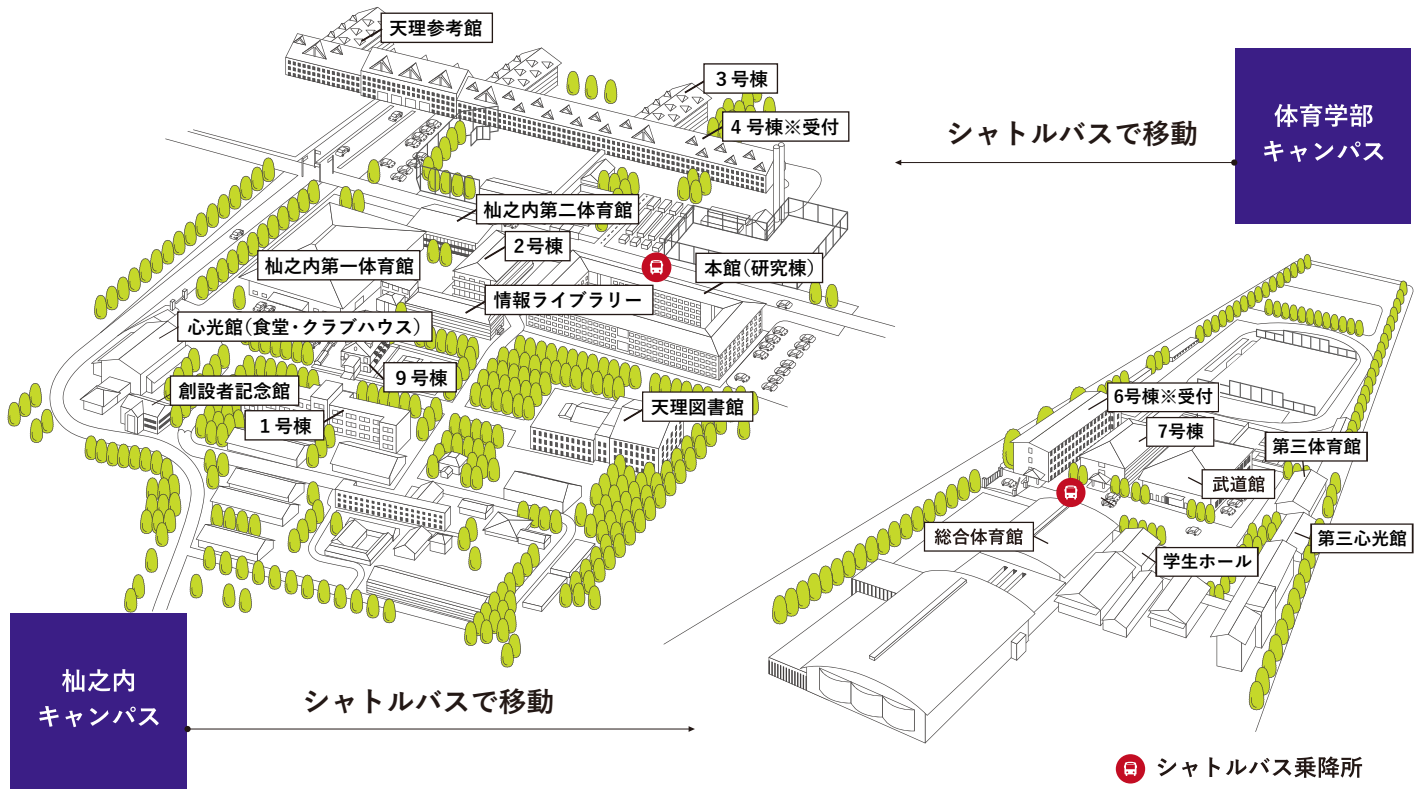 天理参考館
3号棟
4号棟※受付
シャトルバスで移動
体育学部
キャンパス
杣之内第二体育館
2号棟
杣之内第一体育館
本館(研究棟)
情報ライブラリー
心光館(食堂・クラブハウス)
9号棟
創設者記念館
1号棟
天理図書館
6号棟※受付
7号棟
第三体育館
武道館
総合体育館
第三心光館
学生ホール
杣之内
キャンパス
シャトルバスで移動
シャトルバス乗降所